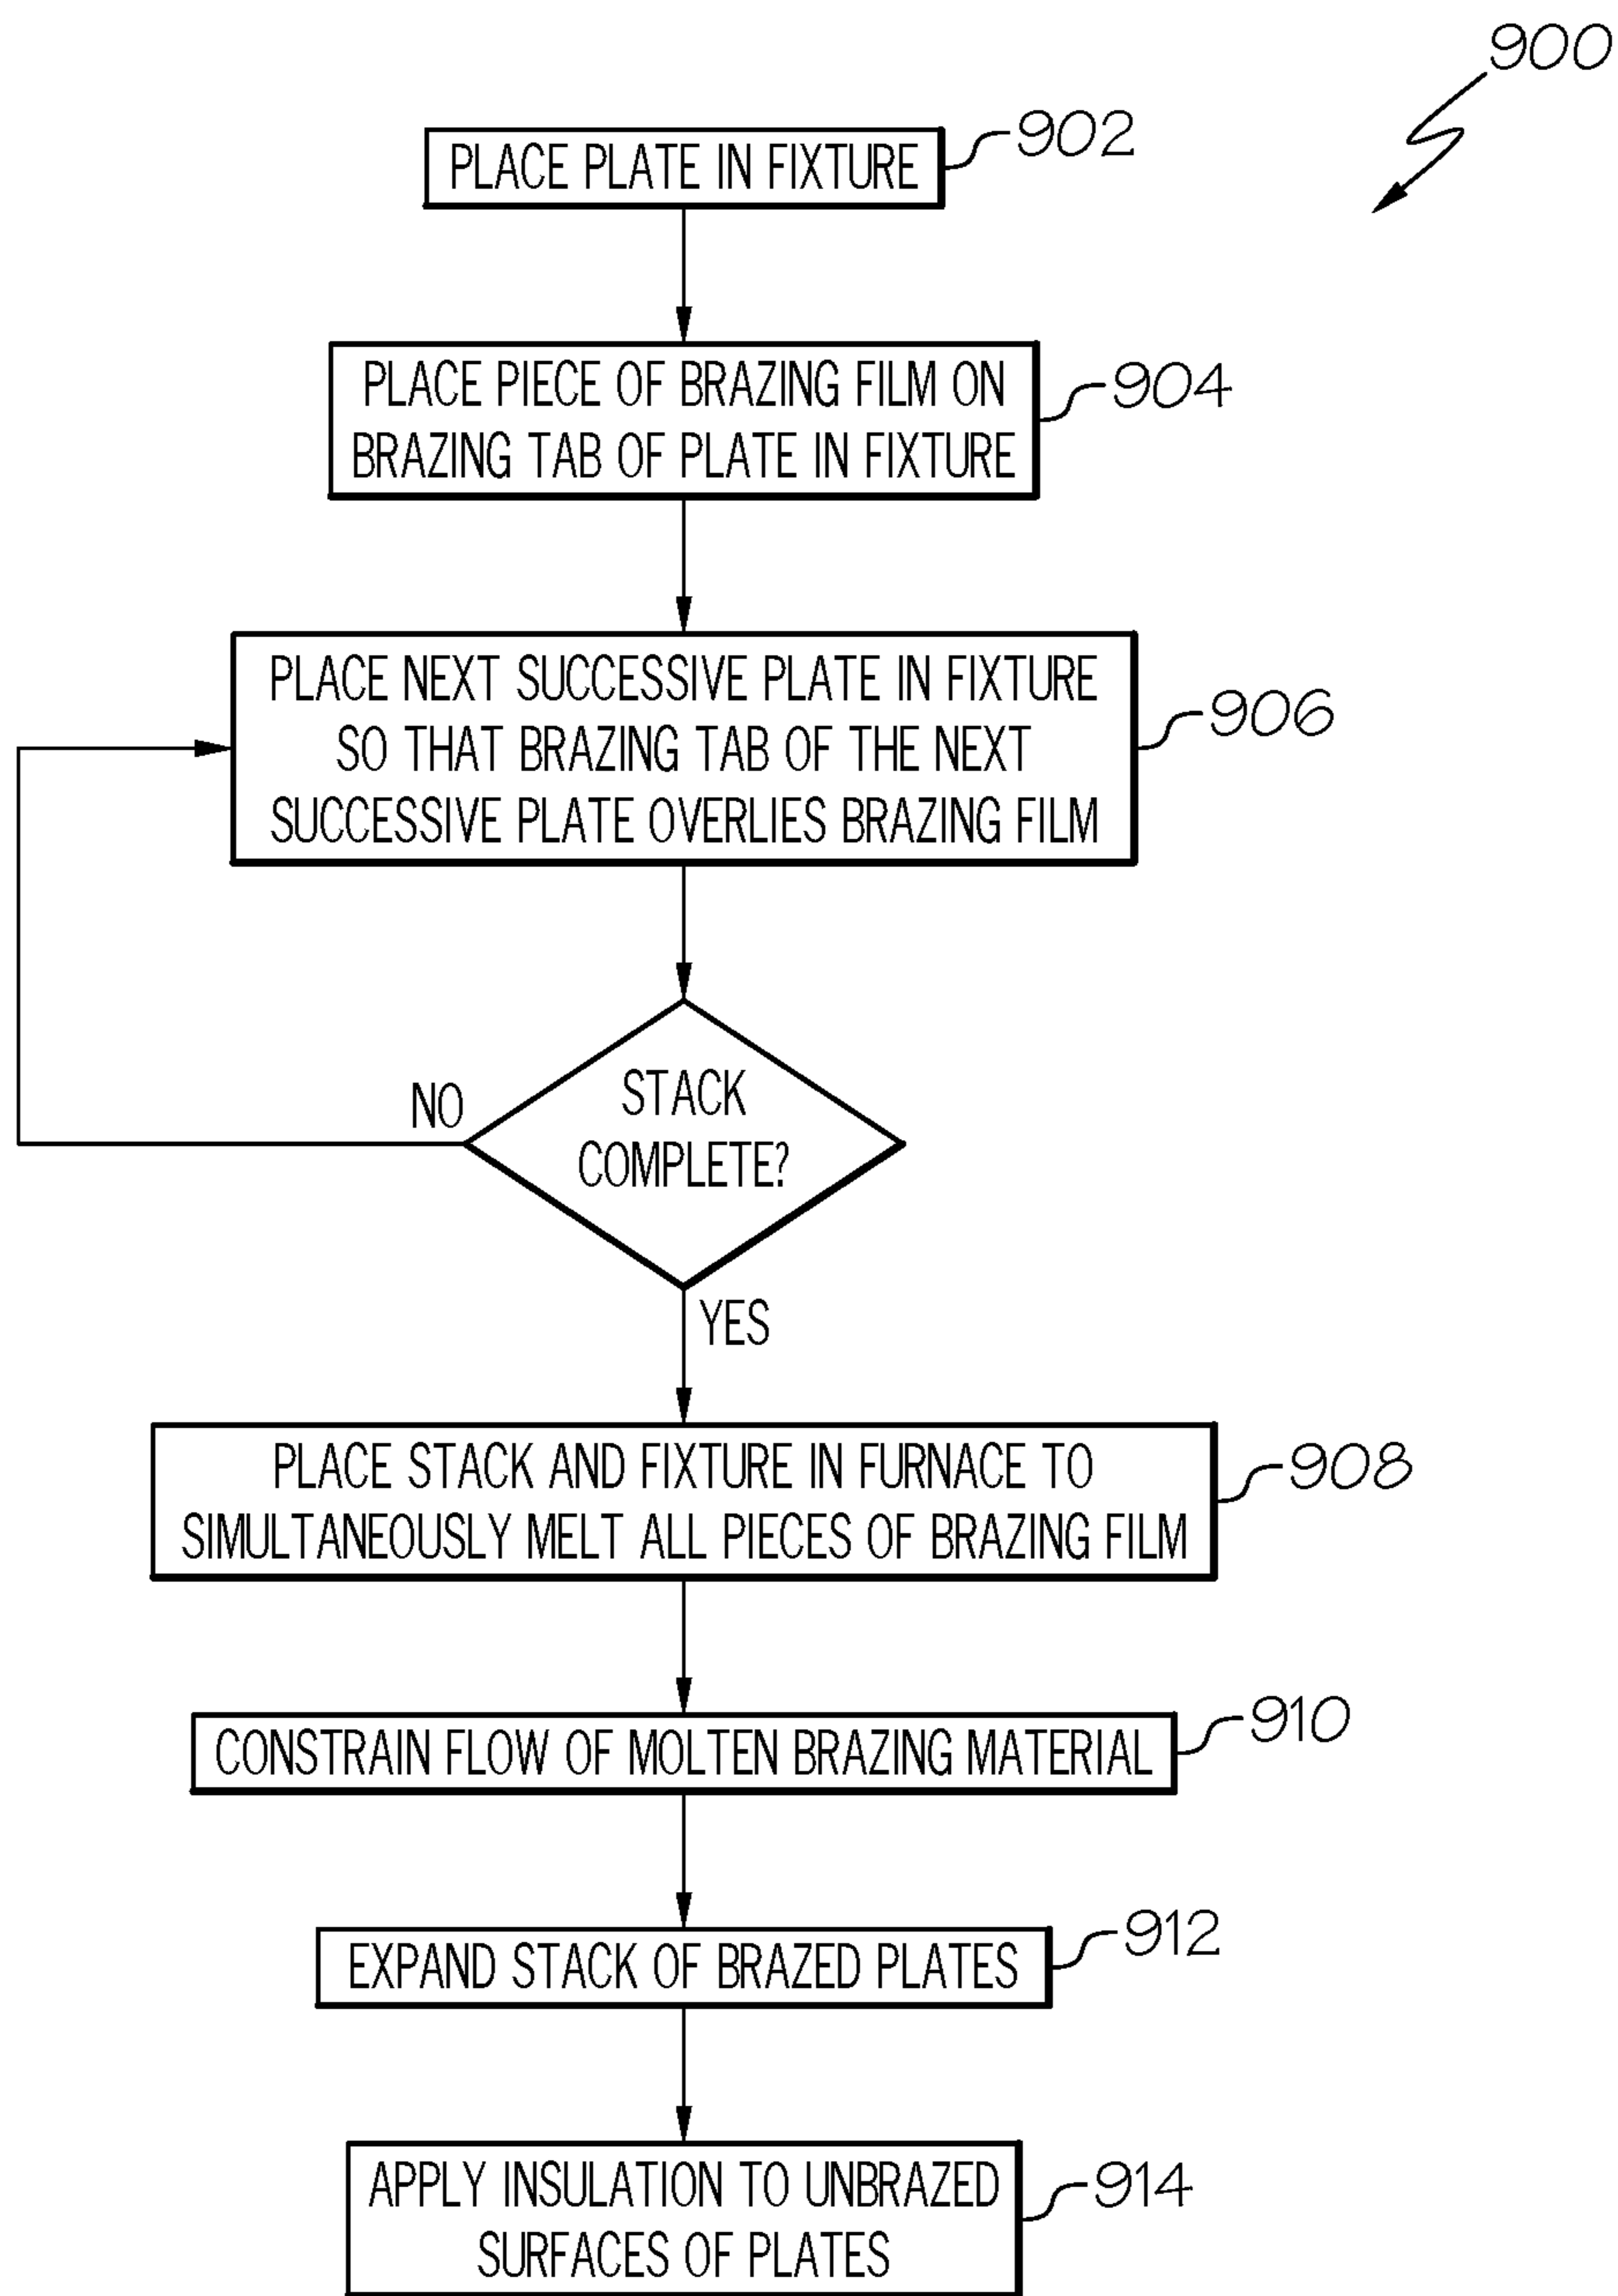 900
PLACE PLATE IN FIXTURE
902
PLACE PIECE OF BRAZING FILM ON
BRAZING TAB OF PLATE IN FIXTURE
904
PLACE NEXT SUCCESSIVE PLATE IN FIXTURE
SO THAT BRAZING TAB OF THE NEXT
SUCCESSIVE PLATE OVERLIES BRAZING FILM
906
STACK
COMPLETE?
NO
YES
PLACE STACK AND FIXTURE IN FURNACE TO
SIMULTANEOUSLY MELT ALL PIECES OF BRAZING FILM
908
CONSTRAIN FLOW OF MOLTEN BRAZING MATERIAL
910
EXPAND STACK OF BRAZED PLATES
912
APPLY INSULATION TO UNBRAZED
SURFACES OF PLATES
914